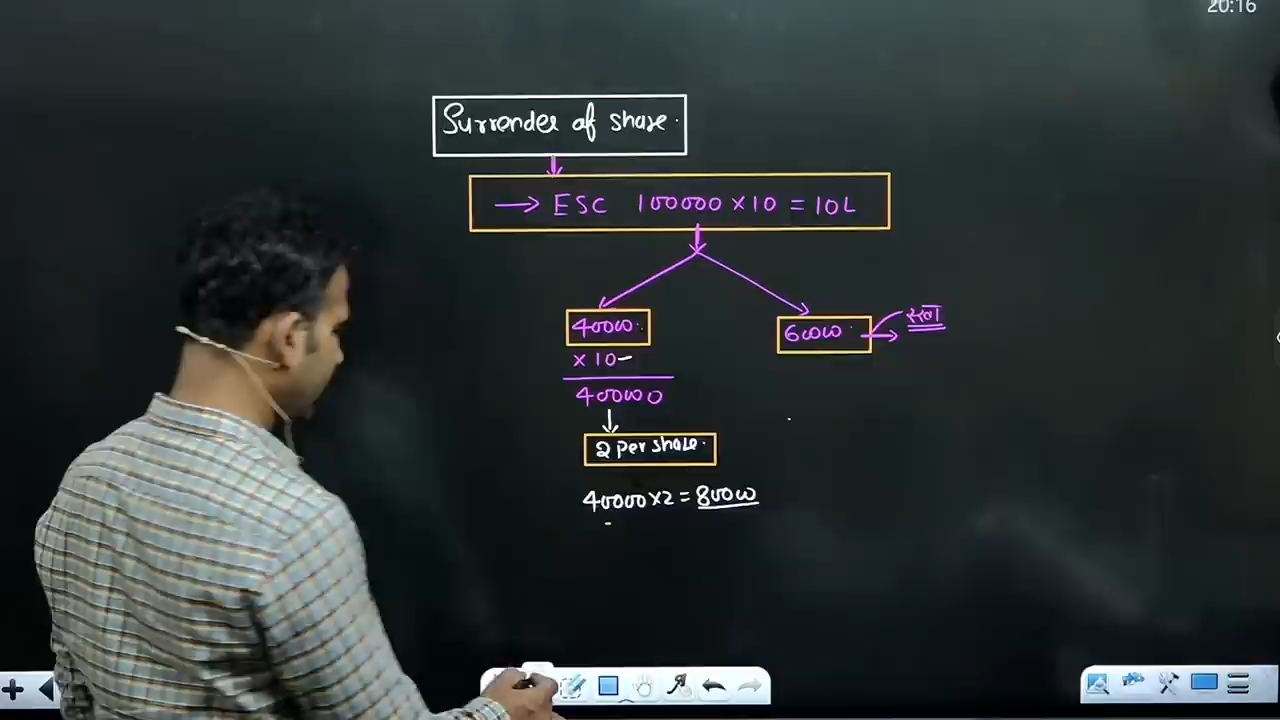 20:16
Surrender of share.
→ ESC 100000 × 10 = 10L
40000.
60000.
× 10 –
400000
2 per share.
40000 × 2 = 80000